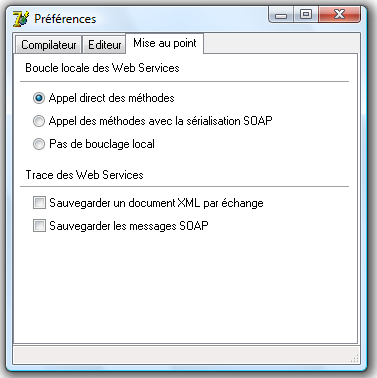 Préférences
Compilateur Editeur Mise au point
Boucle locale des Web Services
Appel direct des méthodes
Appel des méthodes avec la sérialisation SOAP
Pas de bouclage local
Trace des Web Services
Sauvegarder un document XML par échange
Sauvegarder les messages SOAP